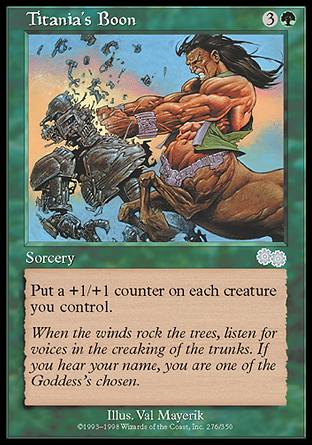 Titania's Boon 3
Sorcery
Put a +1/+1 counter on each creature
you control.
When the winds rock the trees, listen for
voices in the creaking of the trunks. If
you hear your name, you are one of the
Goddess's chosen.
Illus. Val Mayerik
©1993–1998 Wizards of the Coast, Inc. 276/350